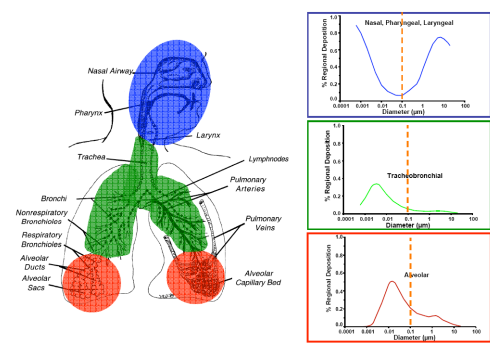 Nasal Airway
Pharynx
Larynx
Trachea
Lymphnodes
Pulmonary
Arteries
Bronchi
Nonrespiratory
Bronchioles
Pulmonary
Veins
Respiratory
Bronchioles
Alveolar
Ducts
Alveolar
Sacs
Alveolar
Capillary Bed
Nasal, Pharyngeal, Laryngeal
% Regional Deposition
1.0
0.8
0.6
0.4
0.2
0
0.0001 0.001 0.01 0.1 1 10 100
Diameter (µm)
Tracheobronchial
% Regional Deposition
1.0
0.8
0.6
0.4
0.2
0
0.0001 0.001 0.01 0.1 1 10 100
Diameter (µm)
Alveolar
% Regional Deposition
1.0
0.8
0.6
0.4
0.2
0
0.0001 0.001 0.01 0.1 1 10 100
Diameter (µm)